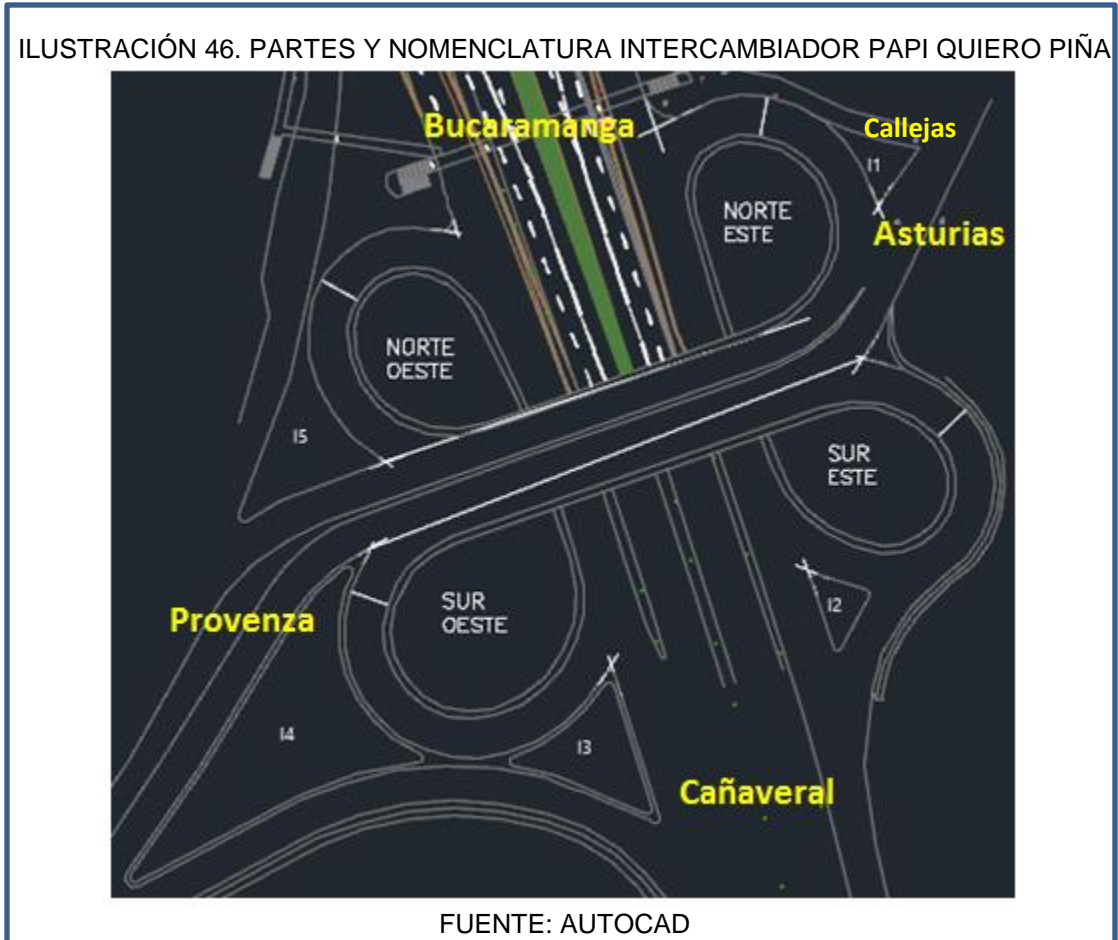 ILUSTRACIÓN 46. PARTES Y NOMENCLATURA INTERCAMBIADOR PAPI QUIERO PIÑA
Bucaramanga
Callejas
I1
NORTE
ESTE
Asturias
NORTE
OESTE
I5
SUR
ESTE
SUR
OESTE
I2
Provenza
I4
I3
Cañaveral
FUENTE: AUTOCAD